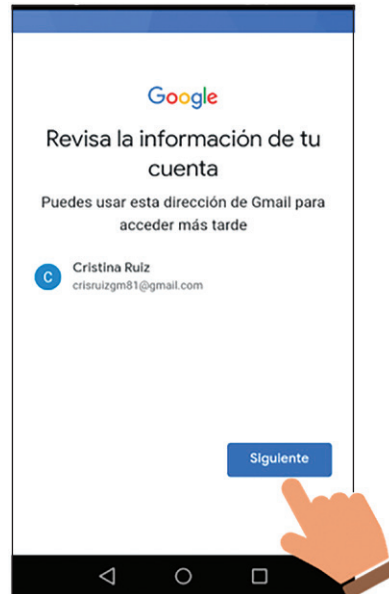 Google
Revisa la información de tu
cuenta
Puedes usar esta dirección de Gmail para
acceder más tarde
C
Cristina Ruiz
crisruizgm81@gmail.com
Siguiente